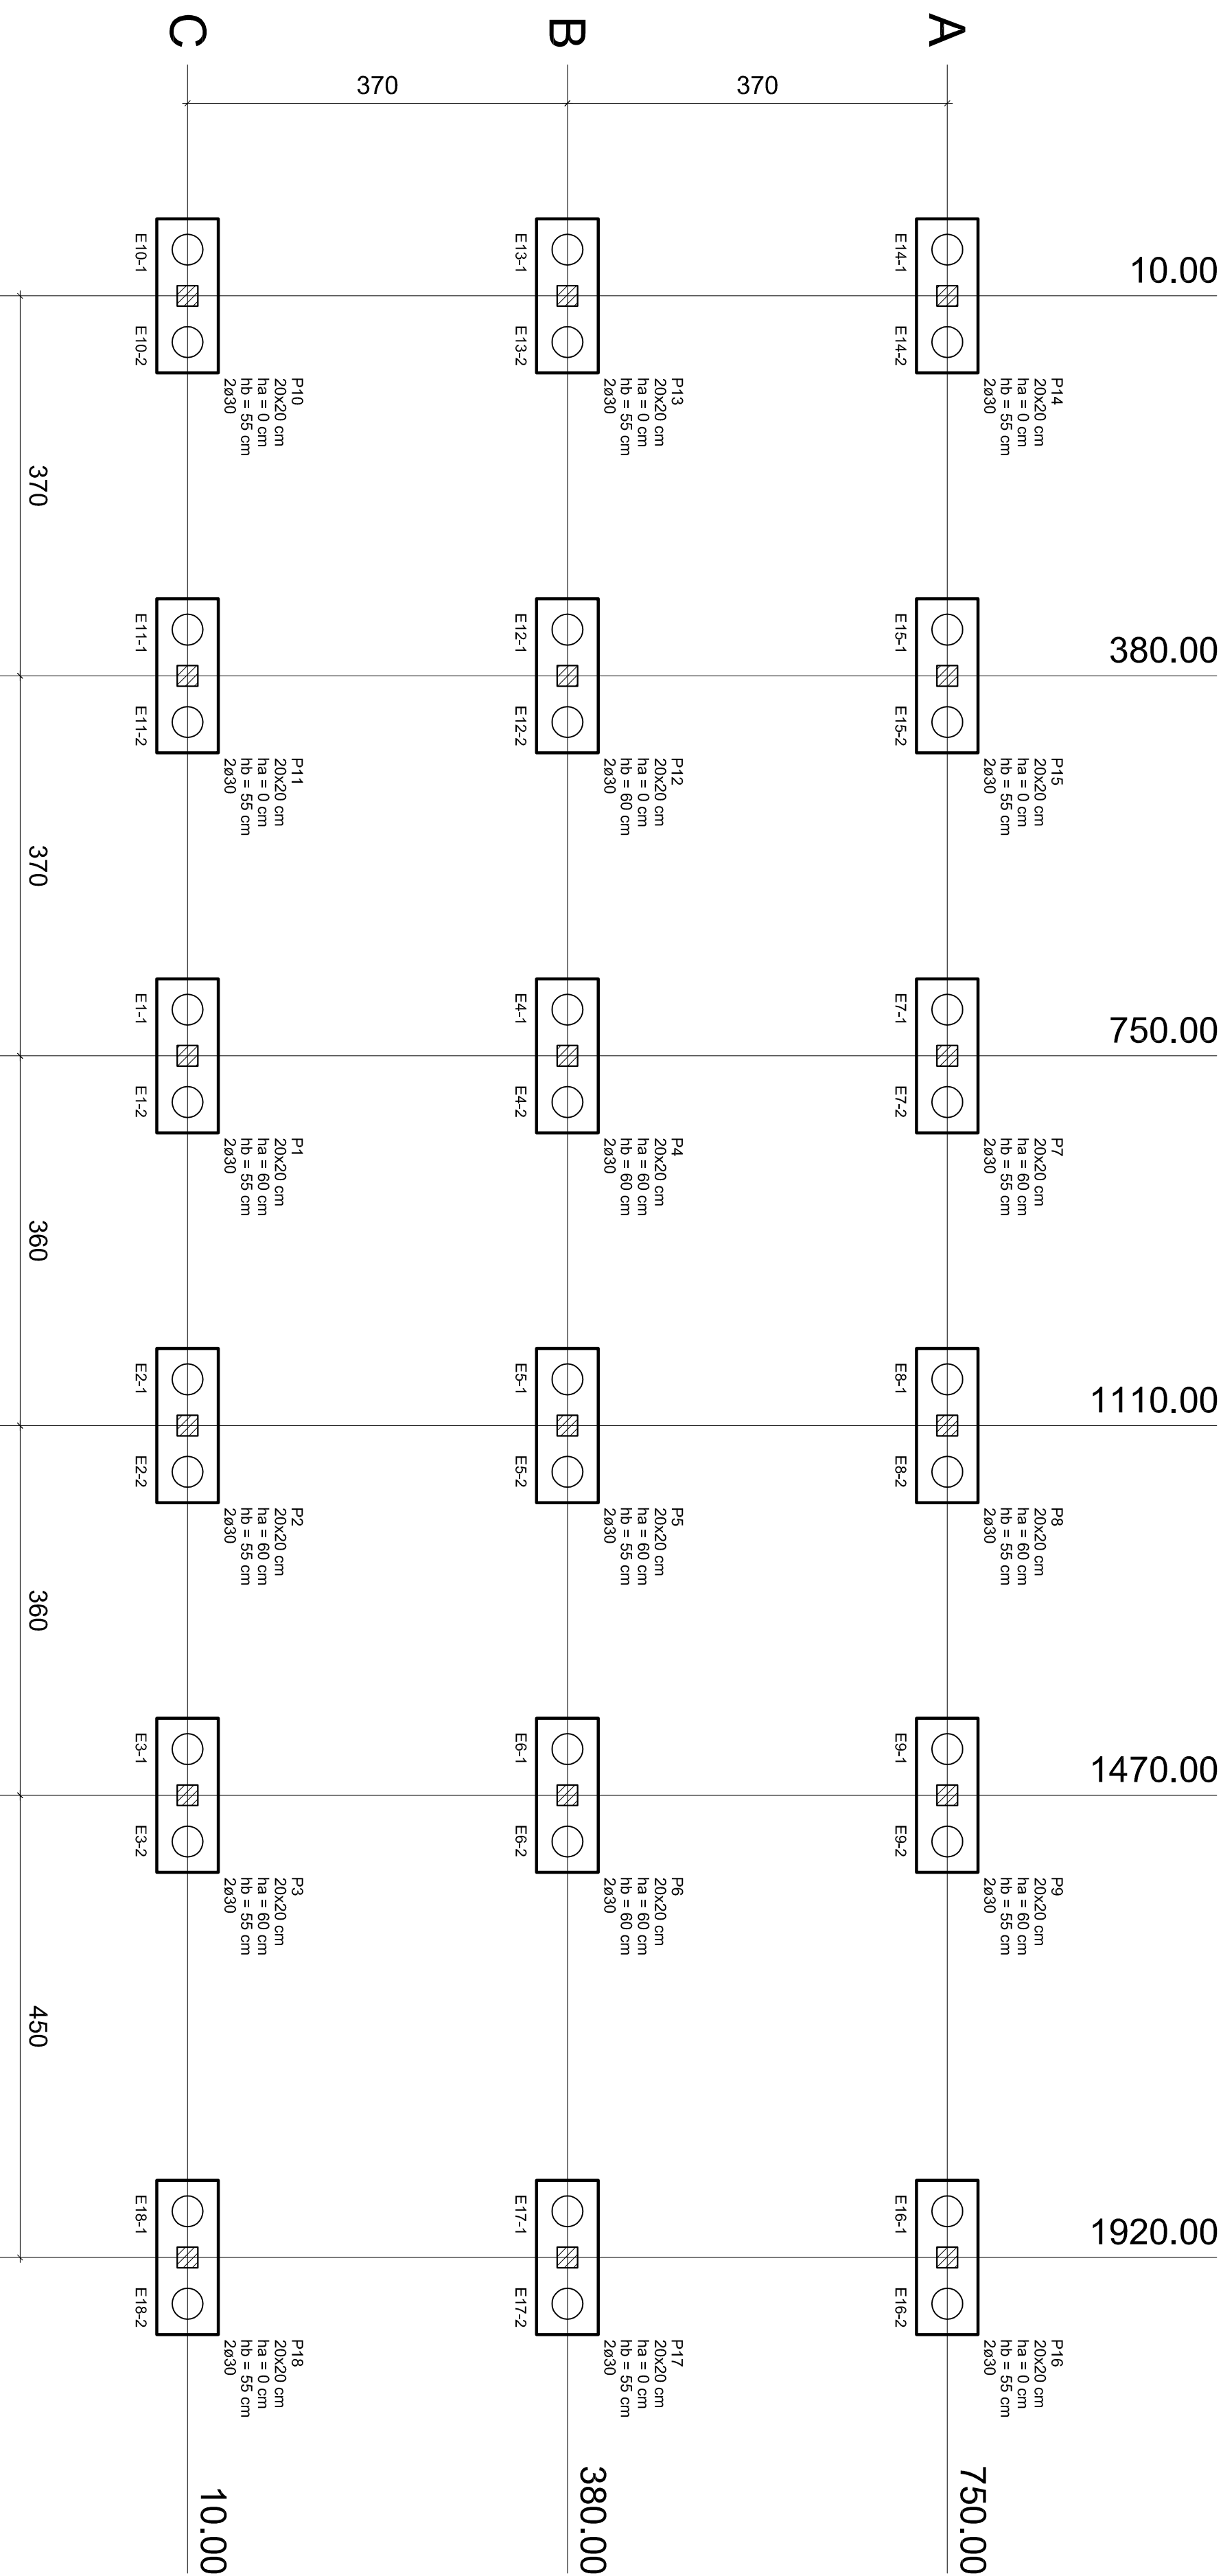 C
B
A
370
370
10.00
E10-1
E10-2
P10
20x20 cm
ha = 0 cm
hb = 55 cm
2ø30
E13-1
E13-2
P13
20x20 cm
ha = 0 cm
hb = 55 cm
2ø30
E14-1
E14-2
P14
20x20 cm
ha = 0 cm
hb = 55 cm
2ø30
370
380.00
E11-1
E11-2
P11
20x20 cm
ha = 0 cm
hb = 55 cm
2ø30
E12-1
E12-2
P12
20x20 cm
ha = 0 cm
hb = 60 cm
2ø30
E15-1
E15-2
P15
20x20 cm
ha = 0 cm
hb = 55 cm
2ø30
370
750.00
E1-1
E1-2
P1
20x20 cm
ha = 60 cm
hb = 55 cm
2ø30
E4-1
E4-2
P4
20x20 cm
ha = 60 cm
hb = 60 cm
2ø30
E7-1
E7-2
P7
20x20 cm
ha = 60 cm
hb = 55 cm
2ø30
360
1110.00
E2-1
E2-2
P2
20x20 cm
ha = 60 cm
hb = 55 cm
2ø30
E5-1
E5-2
P5
20x20 cm
ha = 60 cm
hb = 55 cm
2ø30
E8-1
E8-2
P8
20x20 cm
ha = 60 cm
hb = 55 cm
2ø30
360
1470.00
E3-1
E3-2
P3
20x20 cm
ha = 60 cm
hb = 55 cm
2ø30
E6-1
E6-2
P6
20x20 cm
ha = 60 cm
hb = 60 cm
2ø30
E9-1
E9-2
P9
20x20 cm
ha = 60 cm
hb = 55 cm
2ø30
450
1920.00
E18-1
E18-2
P18
20x20 cm
ha = 0 cm
hb = 55 cm
2ø30
E17-1
E17-2
P17
20x20 cm
ha = 0 cm
hb = 55 cm
2ø30
E16-1
E16-2
P16
20x20 cm
ha = 0 cm
hb = 55 cm
2ø30
10.00
380.00
750.00